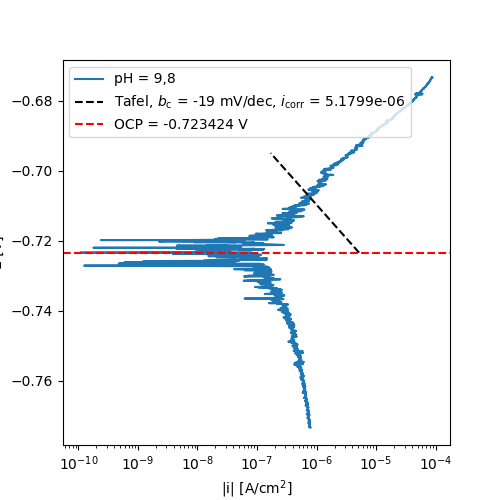 pH = 9,8
Tafel, b_c = -19 mV/dec, i_corr = 5.1799e-06
OCP = -0.723424 V
−0.68
−0.70
−0.72
−0.74
−0.76
10⁻¹⁰ 10⁻⁹ 10⁻⁸ 10⁻⁷ 10⁻⁶ 10⁻⁵ 10⁻⁴
|i| [A/cm²]